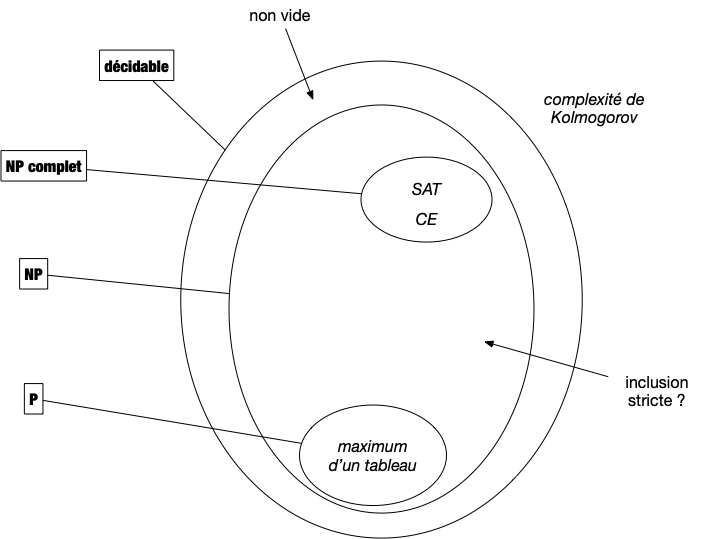 non vide
décidable
complexité de
Kolmogorov
NP complet
SAT
CE
NP
inclusion
stricte ?
P
maximum
d'un tableau